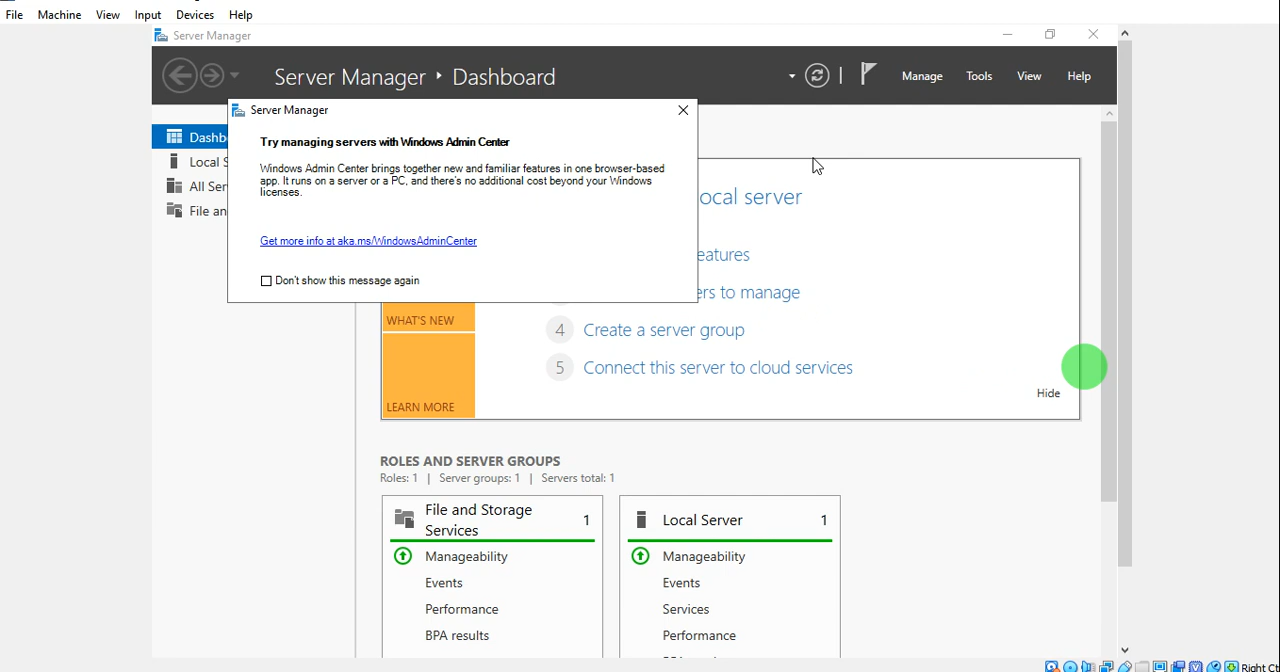 File Machine View Input Devices Help
Server Manager
Server Manager Dashboard
Manage Tools View Help
Server Manager
Try managing servers with Windows Admin Center
Windows Admin Center brings together new and familiar features in one browser-based
app. It runs on a server or a PC, and there's no additional cost beyond your Windows
licenses.
Get more info at aka.ms/WindowsAdminCenter
Don't show this message again
Dashb
Local S
All Ser
File an
ocal server
eatures
ers to manage
4 Create a server group
5 Connect this server to cloud services
WHAT'S NEW
LEARN MORE
Hide
ROLES AND SERVER GROUPS
Roles: 1 | Server groups: 1 | Servers total: 1
File and Storage
Services 1
Manageability
Events
Performance
BPA results
Local Server 1
Manageability
Events
Services
Performance
Right Ct